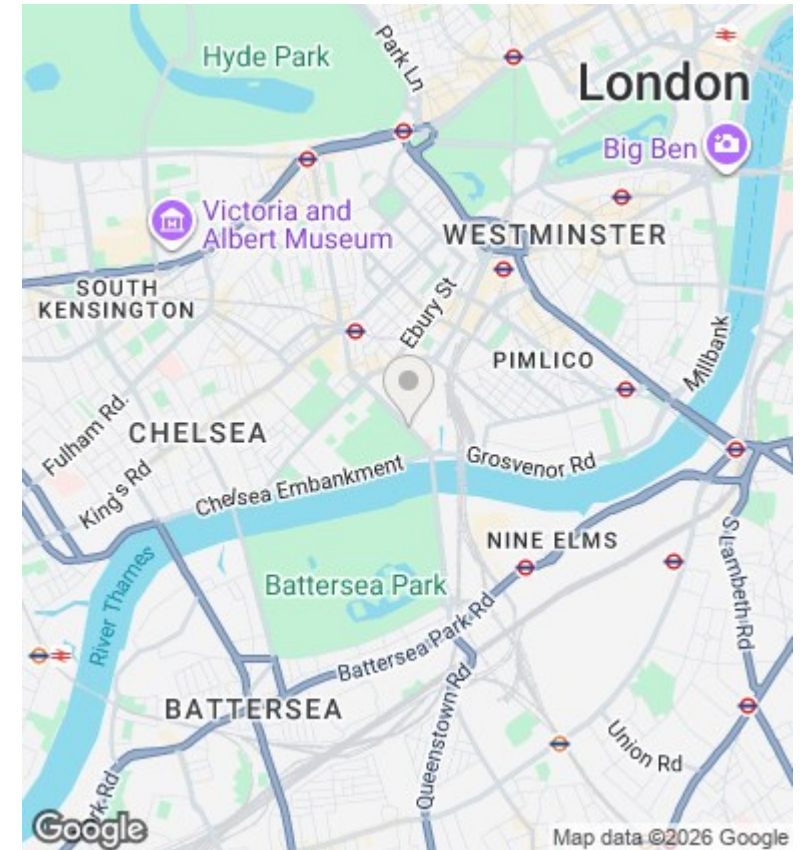 Hyde Park
Park Ln
London
Big Ben
Victoria and
Albert Museum
WESTMINSTER
SOUTH
KENSINGTON
Ebury St
PIMLICO
Millbank
Fulham Rd.
CHELSEA
King's Rd
Chelsea Embankment
Grosvenor Rd
NINE ELMS
River Thames
Battersea Park
S Lambeth Rd
Battersea Park Rd
BATTERSEA
Queenstown Rd
Union Rd
ark Rd
Google
Map data ©2026 Google